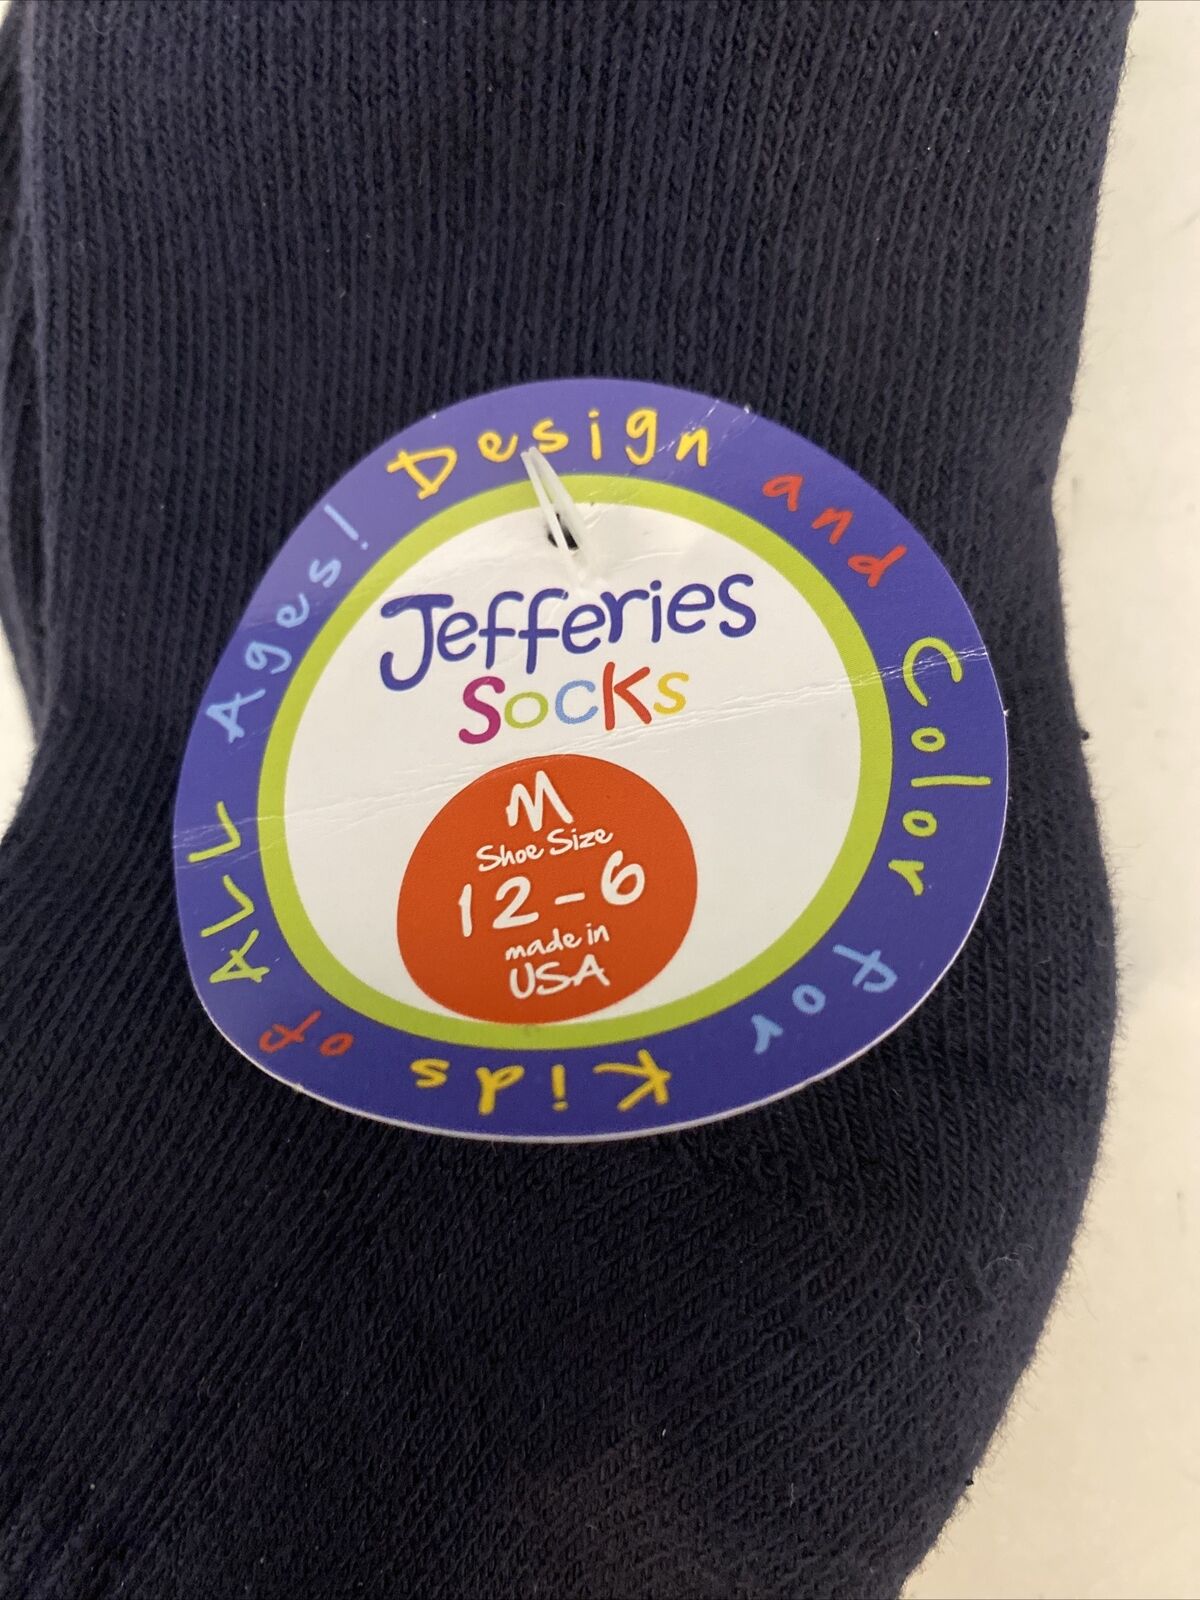 Design and Color for Kids of ALL Ages!
Jefferies
Socks
M
Shoe Size
12-6
made in
USA